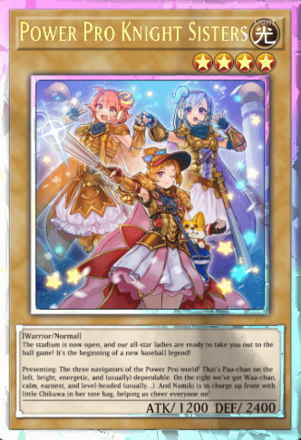 POWER PRO KNIGHT SISTERS
LIGHT
光
[Warrior/Normal]
The stadium is now open, and our all-star ladies are ready to take you out to the
ball game! It's the beginning of a new baseball legend!
Presenting: The three navigators of the Power Pro world! That's Paa-chan on the
left, bright, energetic, and (usually) dependable. On the right we've got Waa-chan,
calm, earnest, and level-headed (usually...). And Namiki is in charge up front with
little Chikuwa in her tote bag, helping us cheer everyone on!
ATK/ 1200 DEF/ 2400